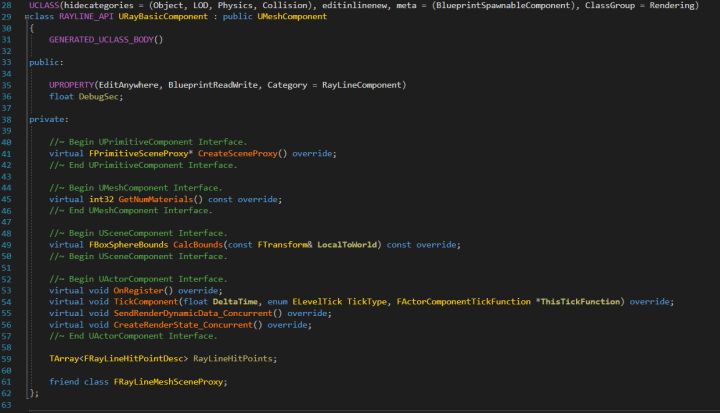 28 UCLASS(hidecategories = (Object, LOD, Physics, Collision), editinlinenew, meta = (BlueprintSpawnableComponent), ClassGroup = Rendering)
29 class RAYLINE_API URayBasicComponent : public UMeshComponent
30 {
31 GENERATED_UCLASS_BODY()
32
33 public:
34
35 UPROPERTY(EditAnywhere, BlueprintReadWrite, Category = RayLineComponent)
36 float DebugSec;
37
38 private:
39
40 //~ Begin UPrimitiveComponent Interface.
41 virtual FPrimitiveSceneProxy* CreateSceneProxy() override;
42 //~ End UPrimitiveComponent Interface.
43
44 //~ Begin UMeshComponent Interface.
45 virtual int32 GetNumMaterials() const override;
46 //~ End UMeshComponent Interface.
47
48 //~ Begin USceneComponent Interface.
49 virtual FBoxSphereBounds CalcBounds(const FTransform& LocalToWorld) const override;
50 //~ Begin USceneComponent Interface.
51
52 //~ Begin UActorComponent Interface.
53 virtual void OnRegister() override;
54 virtual void TickComponent(float DeltaTime, enum ELevelTick TickType, FActorComponentTickFunction *ThisTickFunction) override;
55 virtual void SendRenderDynamicData_Concurrent() override;
56 virtual void CreateRenderState_Concurrent() override;
57 //~ End UActorComponent Interface.
58
59 TArray<FRayLineHitPointDesc> RayLineHitPoints;
60
61 friend class FRayLineMeshSceneProxy;
62 };
63